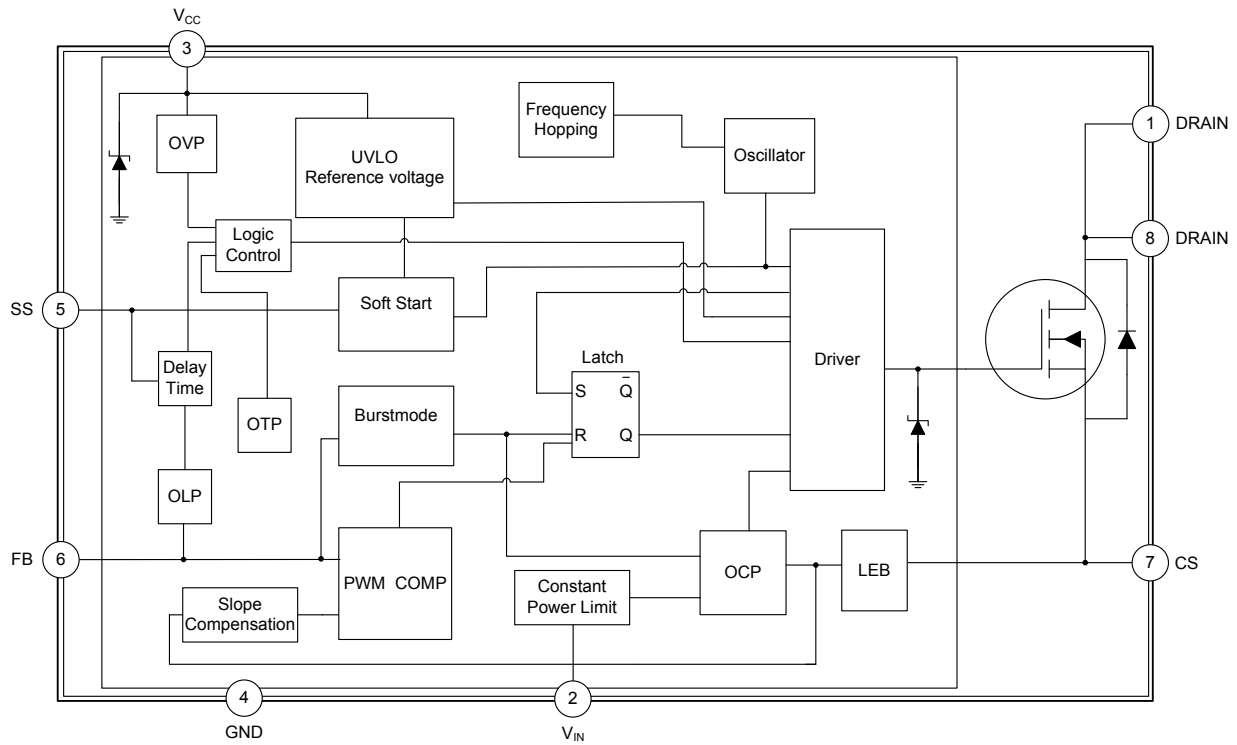 V_CC
3
Frequency
Hopping
1
DRAIN
OVP
UVLO
Reference voltage
Oscillator
Logic
Control
8
DRAIN
SS
5
Soft Start
Delay
Time
Latch
Driver
S
Q̄
OTP
Burstmode
R
Q
OLP
FB
6
PWM COMP
OCP
LEB
7
CS
Constant
Power Limit
Slope
Compensation
4
GND
2
V_IN